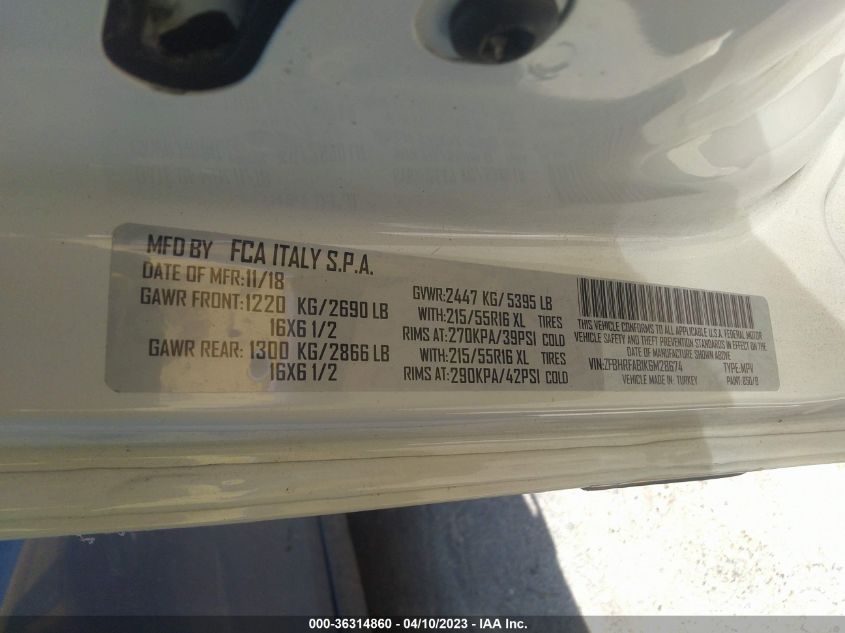 MFD BY FCA ITALY S.P.A.
DATE OF MFR:11/18
GAWR FRONT:1220 KG/2690 LB
16X6 1/2
GAWR REAR: 1300 KG/2866 LB
16X6 1/2
GVWR:2447 KG/5395 LB
WITH:215/55R16 XL TIRES
RIMS AT:270KPA/39PSI COLD
WITH:215/55R16 XL TIRES
RIMS AT:290KPA/42PSI COLD
THIS VEHICLE CONFORMS TO ALL APPLICABLE U.S.A. FEDERAL MOTOR
VEHICLE SAFETY AND THEFT PREVENTION STANDARDS IN EFFECT ON THE
DATE OF MANUFACTURE SHOWN ABOVE
VIN:ZFBHRFAB1K6M28674 TYPE:MPV
VEHICLE MADE IN TURKEY PAINT:
000-36314860 - 04/10/2023 - IAA Inc.